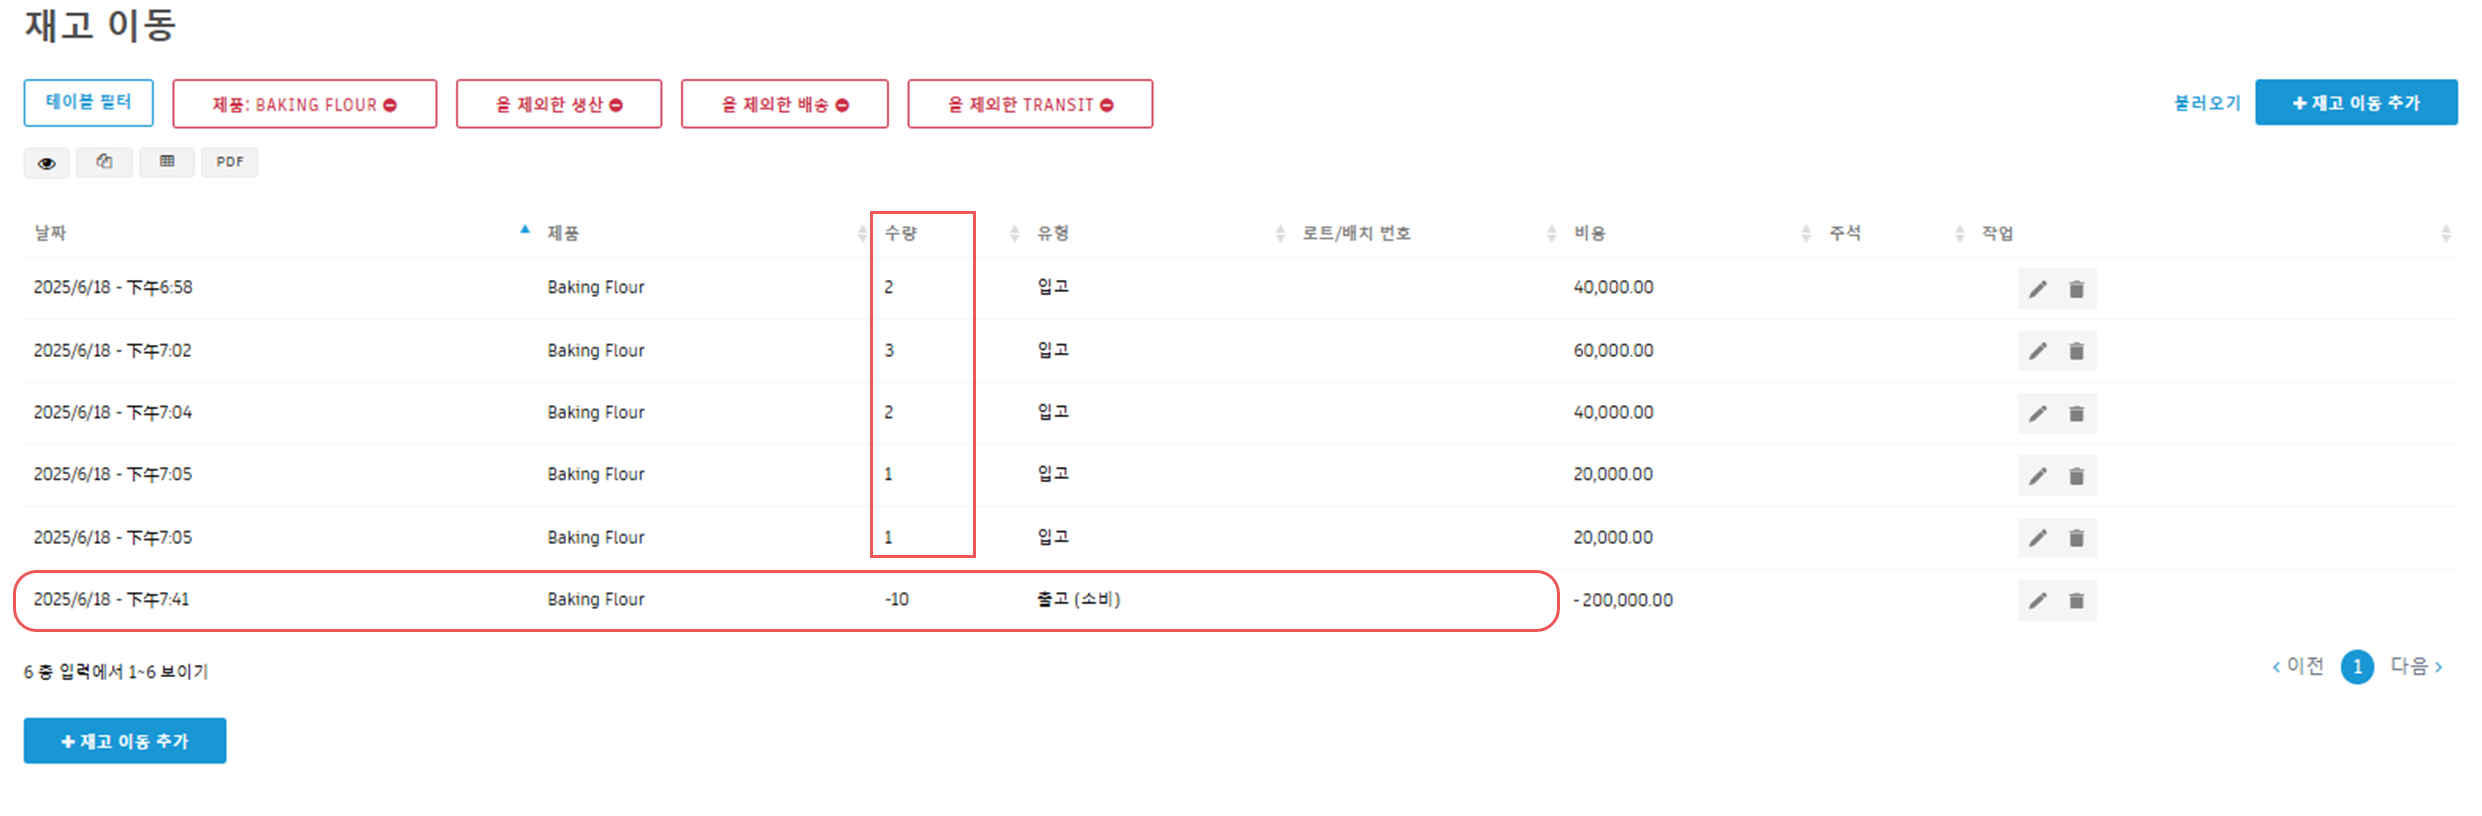 재고 이동
테이블 필터 제품: BAKING FLOUR 을 제외한 생산 을 제외한 배송 을 제외한 TRANSIT 불러오기 + 재고 이동 추가
PDF
날짜 제품 수량 유형 로트/배치 번호 비용 주석 작업
2025/6/18 - 下午6:58 Baking Flour 2 입고 40,000.00
2025/6/18 - 下午7:02 Baking Flour 3 입고 60,000.00
2025/6/18 - 下午7:04 Baking Flour 2 입고 40,000.00
2025/6/18 - 下午7:05 Baking Flour 1 입고 20,000.00
2025/6/18 - 下午7:05 Baking Flour 1 입고 20,000.00
2025/6/18 - 下午7:41 Baking Flour -10 출고 (소비) -200,000.00
6 총 입력에서 1~6 보이기 ‹ 이전 1 다음 ›
+ 재고 이동 추가